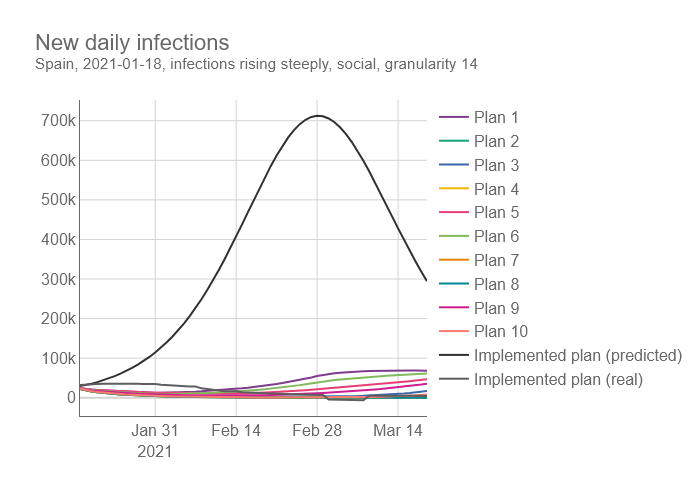 New daily infections
Spain, 2021-01-18, infections rising steeply, social, granularity 14
700k
600k
500k
400k
300k
200k
100k
0
Jan 31
2021
Feb 14
Feb 28
Mar 14
Plan 1
Plan 2
Plan 3
Plan 4
Plan 5
Plan 6
Plan 7
Plan 8
Plan 9
Plan 10
Implemented plan (predicted)
Implemented plan (real)